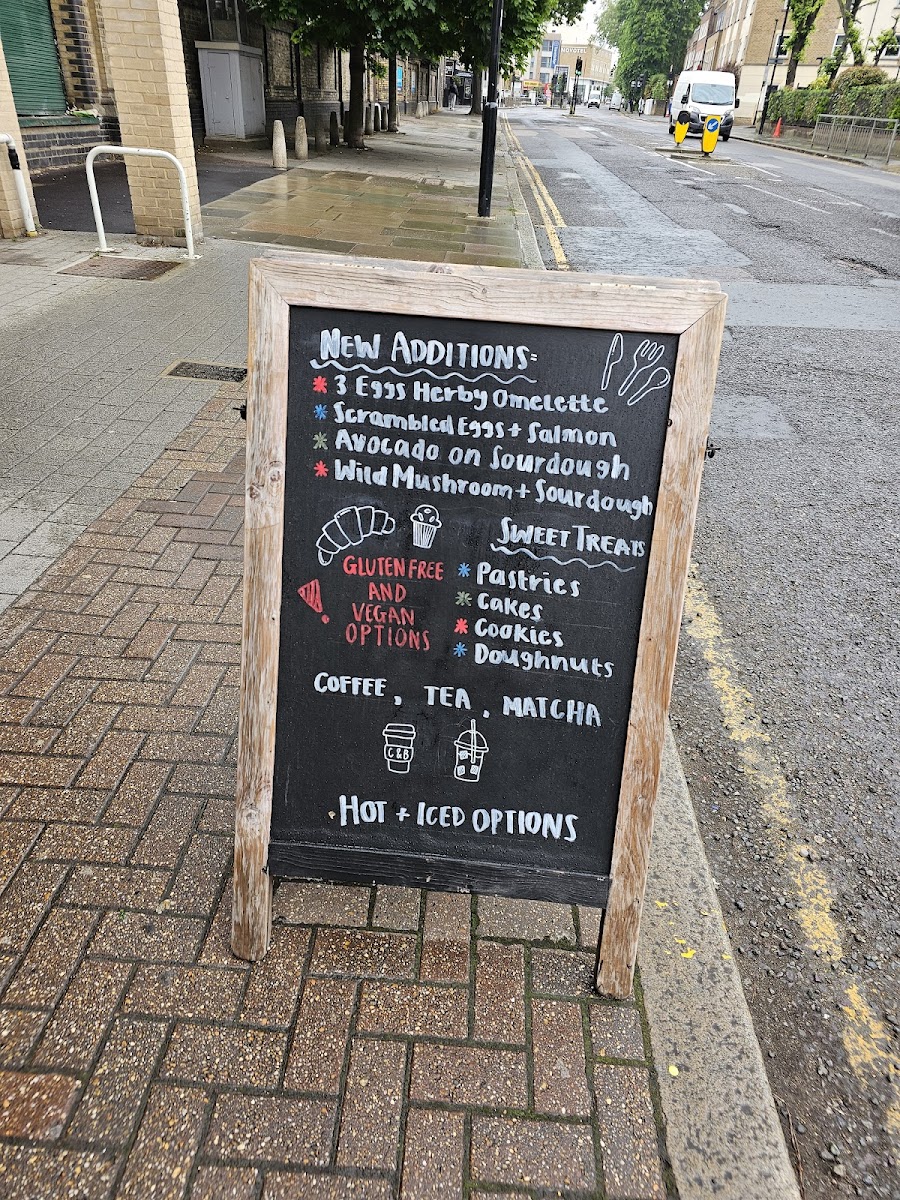 NOVOTEL
NEW ADDITIONS:
3 Eggs Herby Omelette
Scrambled Eggs + Salmon
Avocado on Sourdough
Wild Mushroom + Sourdough
SWEET TREATS
GLUTEN FREE
AND
VEGAN
OPTIONS
Pastries
Cakes
Cookies
Doughnuts
COFFEE, TEA, MATCHA
C&B
HOT + ICED OPTIONS